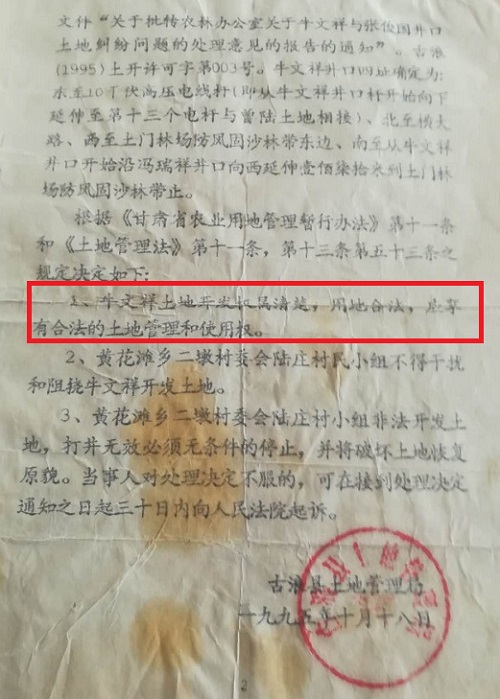 文件“关于批转农林办公室关于牛文祥与张俊国井口
土地纠纷问题的处理意见的报告的通知”。古浪
(1995)土开许可字第003号。牛文祥井口四址确定为:
东至10千伏高压电线杆(即从牛文祥井口杆开始向下
延伸至第十三个电杆与曾陆土地相接)、北至横大
路、西至土门林场防风固沙林带东边、南至从牛文祥
井口开始沿冯瑞祥井口向西延伸壹佰柒拾米到土门林
场防风固沙林带止。
根据《甘肃省农业用地管理暂行办法》第十一条
和《土地管理法》第十一条,第十三条第五十三条之
规定决定如下:
1、牛文祥土地开发权属清楚,用地合法,应享
有合法的土地管理和使用权。
2、黄花滩乡二墩村委会陆庄村民小组不得干扰
和阻挠牛文祥开发土地。
3、黄花滩乡二墩村委会陆庄村小组非法开发土
地,打井无效必须无条件的停止,并将破坏土地恢复
原貌。当事人对处理决定不服的,可在接到处理决定
通知之日起三十日内向人民法院起诉。
古浪县土地管理局
一九九五年十月十八日
2